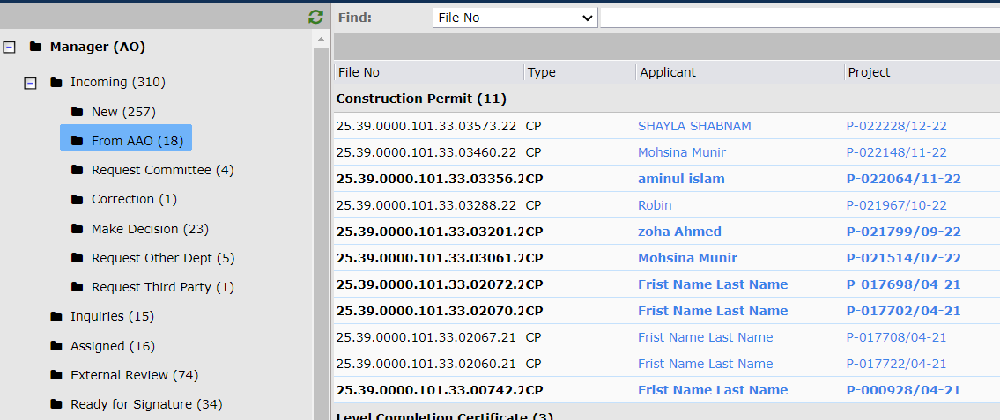 Manager (AO)
Incoming (310)
New (257)
From AAO (18)
Request Committee (4)
Correction (1)
Make Decision (23)
Request Other Dept (5)
Request Third Party (1)
Inquiries (15)
Assigned (16)
External Review (74)
Ready for Signature (34)
Find: File No
File No Type Applicant Project
Construction Permit (11)
25.39.0000.101.33.03573.22 CP SHAYLA SHABNAM P-022228/12-22
25.39.0000.101.33.03460.22 CP Mohsina Munir P-022148/11-22
25.39.0000.101.33.03356.2 CP aminul islam P-022064/11-22
25.39.0000.101.33.03288.22 CP Robin P-021967/10-22
25.39.0000.101.33.03201.2 CP zoha Ahmed P-021799/09-22
25.39.0000.101.33.03061.2 CP Mohsina Munir P-021514/07-22
25.39.0000.101.33.02072.2 CP Frist Name Last Name P-017698/04-21
25.39.0000.101.33.02070.2 CP Frist Name Last Name P-017702/04-21
25.39.0000.101.33.02067.21 CP Frist Name Last Name P-017708/04-21
25.39.0000.101.33.02060.21 CP Frist Name Last Name P-017722/04-21
25.39.0000.101.33.00742.2 CP Frist Name Last Name P-000928/04-21
Level Completion Certificate (3)